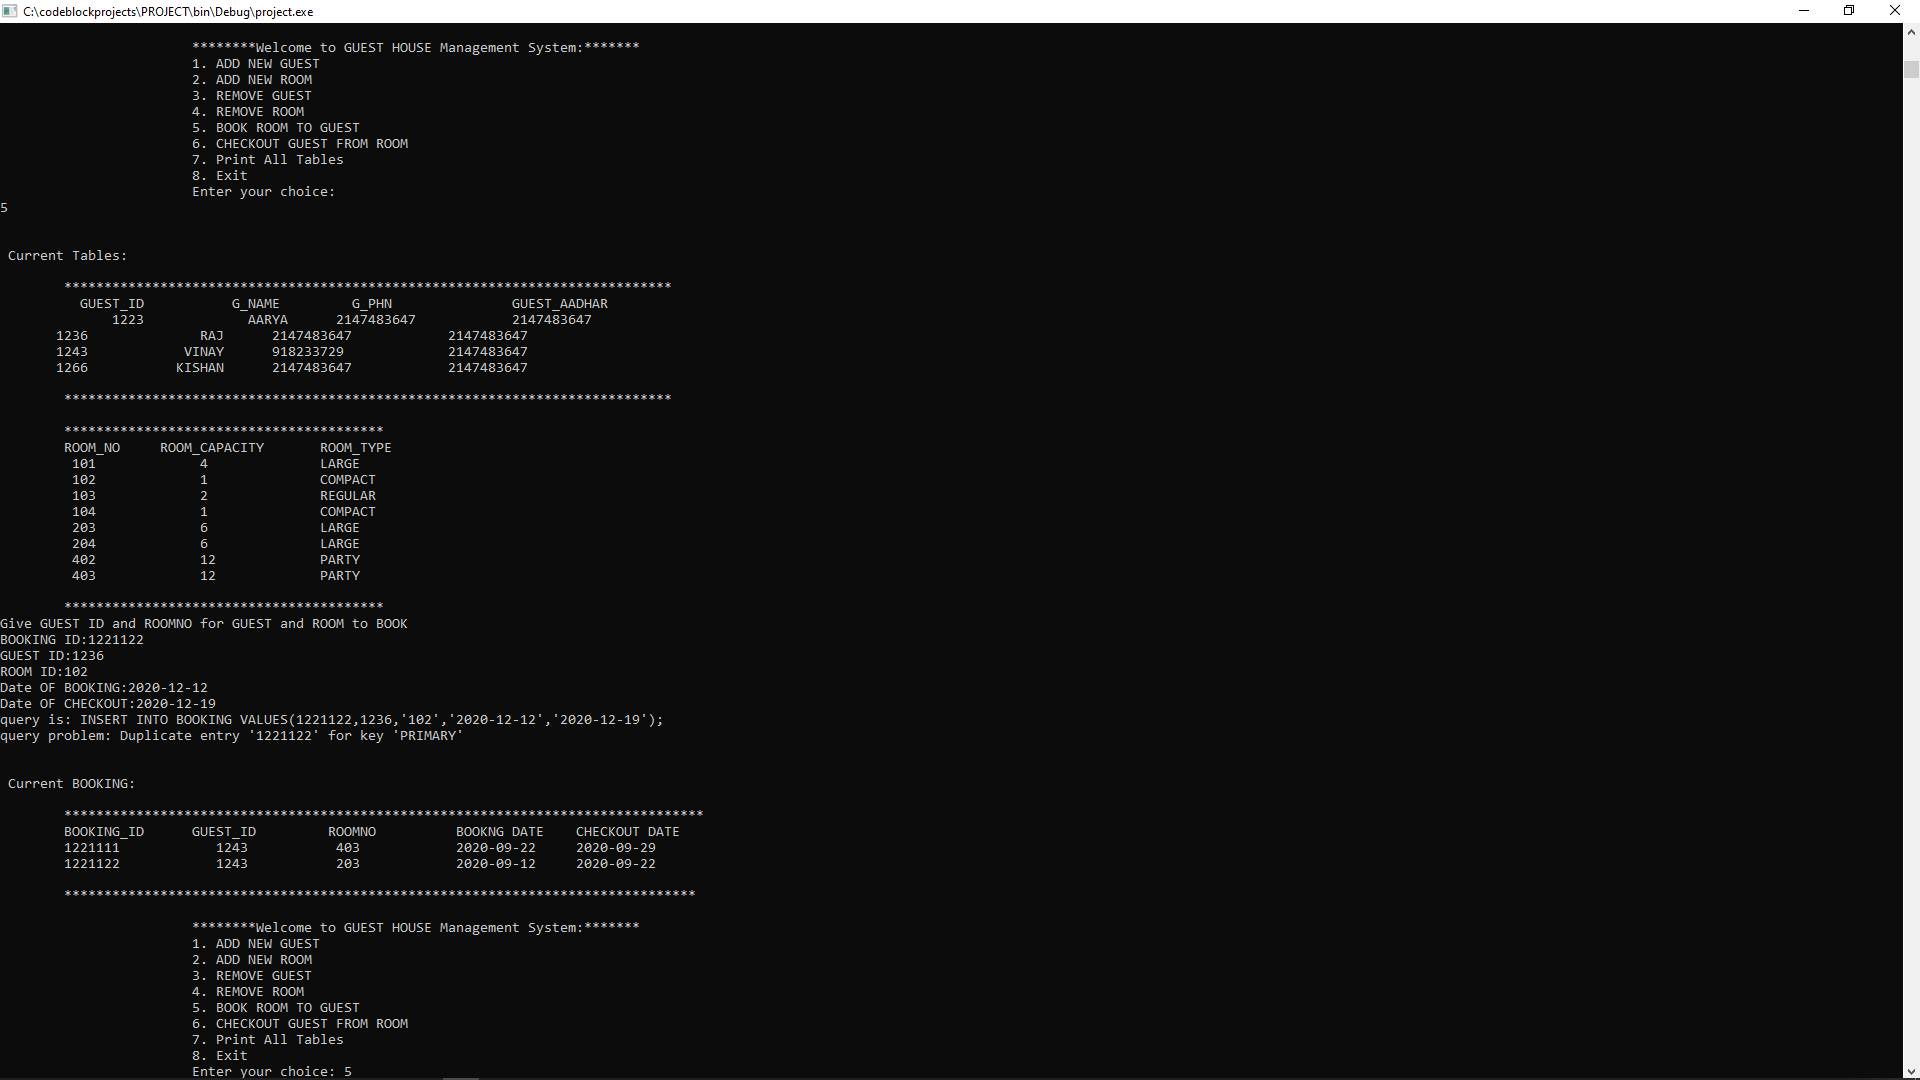 C:\codeblockprojects\PROJECT\bin\Debug\project.exe
********Welcome to GUEST HOUSE Management System:*******
1. ADD NEW GUEST
2. ADD NEW ROOM
3. REMOVE GUEST
4. REMOVE ROOM
5. BOOK ROOM TO GUEST
6. CHECKOUT GUEST FROM ROOM
7. Print All Tables
8. Exit
Enter your choice:
5
Current Tables:
****************************************************************************
GUEST_ID G_NAME G_PHN GUEST_AADHAR
1223 AARYA 2147483647 2147483647
1236 RAJ 2147483647 2147483647
1243 VINAY 918233729 2147483647
1266 KISHAN 2147483647 2147483647
****************************************************************************
****************************************
ROOM_NO ROOM_CAPACITY ROOM_TYPE
101 4 LARGE
102 1 COMPACT
103 2 REGULAR
104 1 COMPACT
203 6 LARGE
204 6 LARGE
402 12 PARTY
403 12 PARTY
****************************************
Give GUEST ID and ROOMNO for GUEST and ROOM to BOOK
BOOKING ID:1221122
GUEST ID:1236
ROOM ID:102
Date OF BOOKING:2020-12-12
Date OF CHECKOUT:2020-12-19
query is: INSERT INTO BOOKING VALUES(1221122,1236,'102','2020-12-12','2020-12-19');
query problem: Duplicate entry '1221122' for key 'PRIMARY'
Current BOOKING:
********************************************************************************
BOOKING_ID GUEST_ID ROOMNO BOOKNG DATE CHECKOUT DATE
1221111 1243 403 2020-09-22 2020-09-29
1221122 1243 203 2020-09-12 2020-09-22
*******************************************************************************
********Welcome to GUEST HOUSE Management System:*******
1. ADD NEW GUEST
2. ADD NEW ROOM
3. REMOVE GUEST
4. REMOVE ROOM
5. BOOK ROOM TO GUEST
6. CHECKOUT GUEST FROM ROOM
7. Print All Tables
8. Exit
Enter your choice: 5